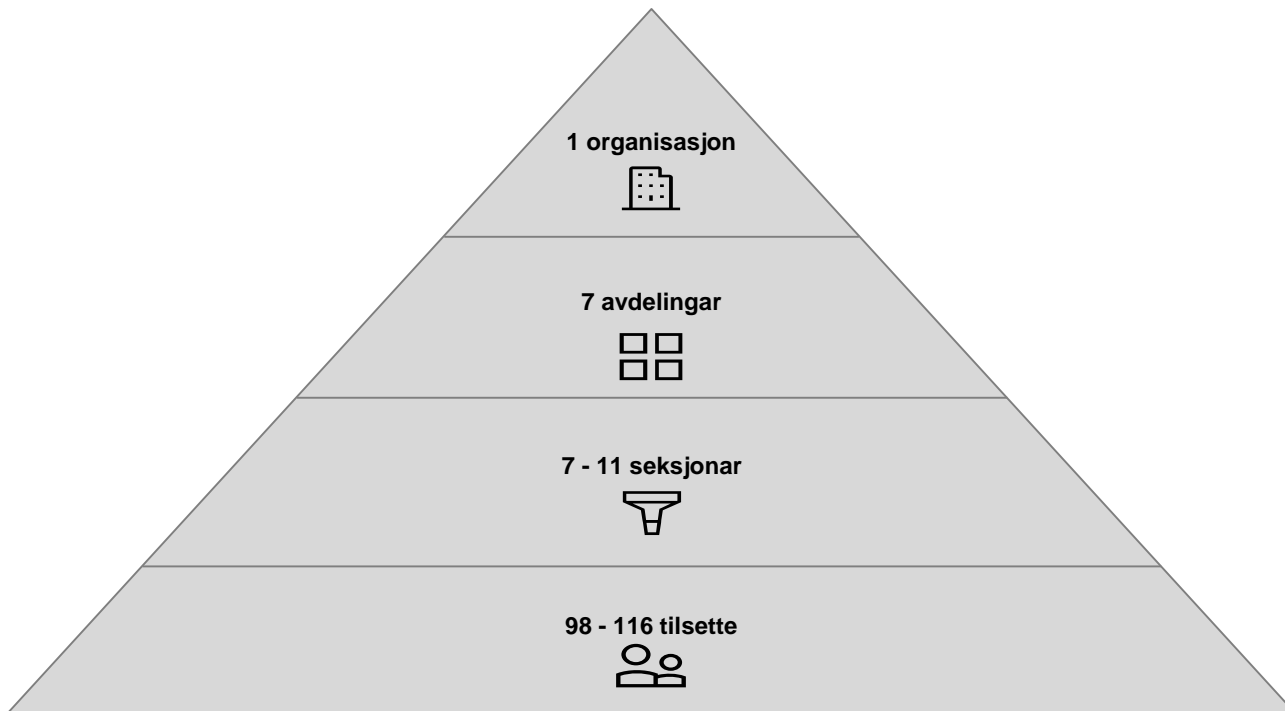 1 organisasjon
7 avdelingar
7 - 11 seksjonar
98 - 116 tilsette